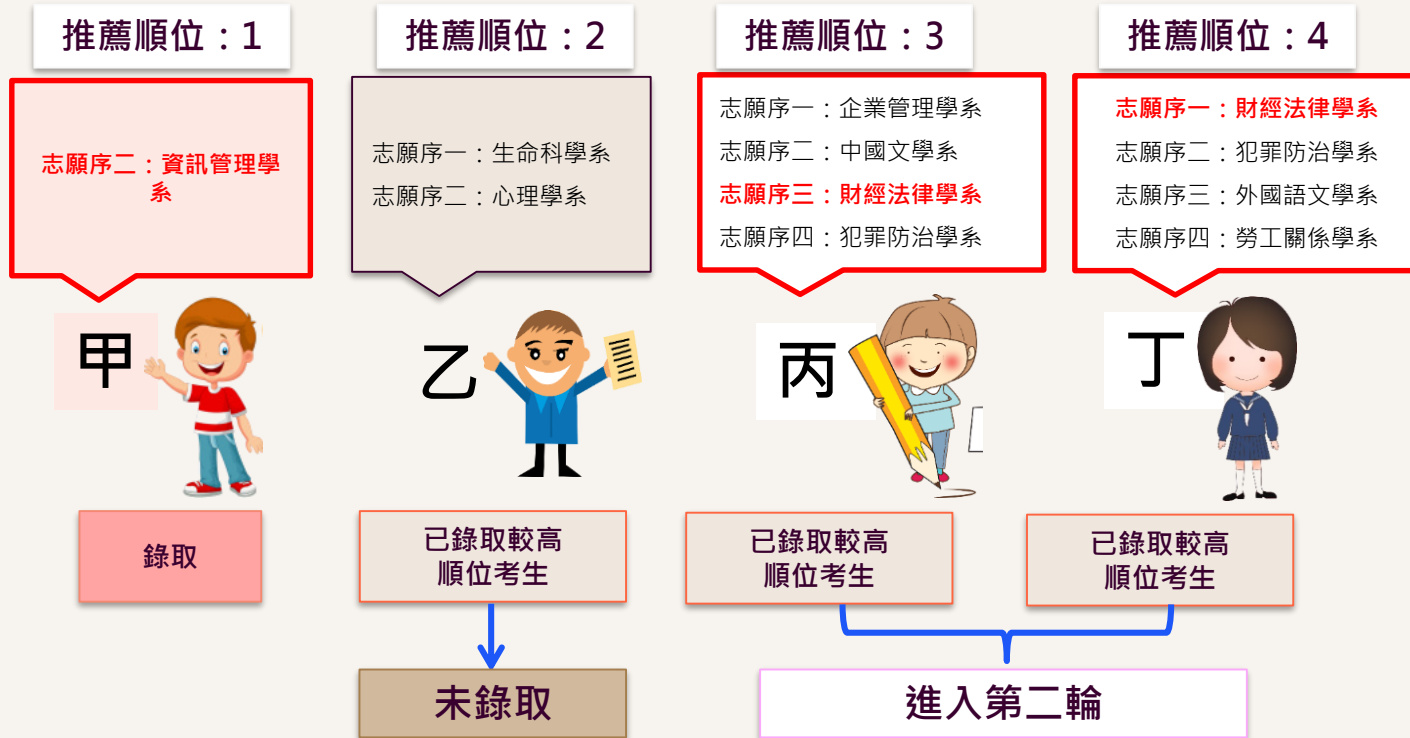 推薦順位：1
推薦順位：2
推薦順位：3
推薦順位：4
志願序二：資訊管理學
系
志願序一：生命科學系
志願序二：心理學系
志願序一：企業管理學系
志願序二：中國文學系
志願序三：財經法律學系
志願序四：犯罪防治學系
志願序一：財經法律學系
志願序二：犯罪防治學系
志願序三：外國語文學系
志願序四：勞工關係學系
甲
乙
丙
丁
錄取
已錄取較高
順位考生
已錄取較高
順位考生
已錄取較高
順位考生
未錄取
進入第二輪